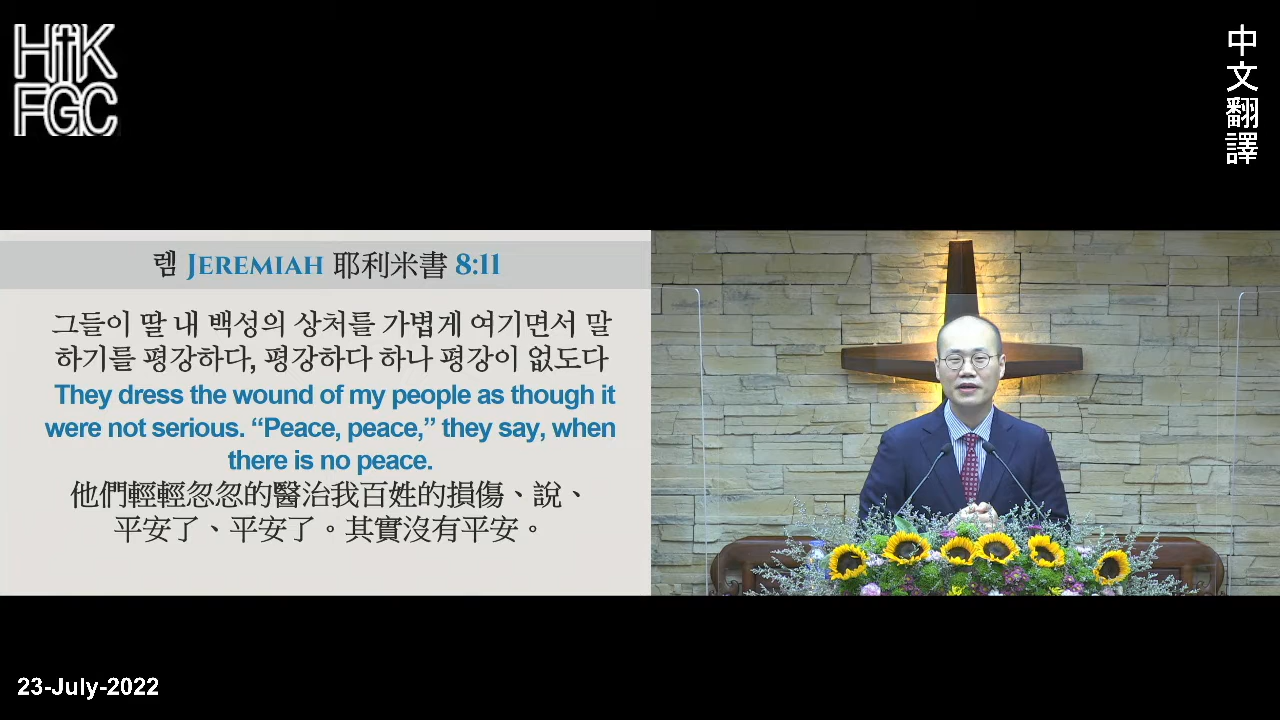 HK
FGC
中文翻譯
렘 JEREMIAH 耶利米書 8:11
그들이 딸 내 백성의 상처를 가볍게 여기면서 말
하기를 평강하다, 평강하다 하나 평강이 없도다
They dress the wound of my people as though it
were not serious. “Peace, peace,” they say, when
there is no peace.
他們輕輕忽忽的醫治我百姓的損傷、說、
平安了、平安了。其實沒有平安。
23-July-2022